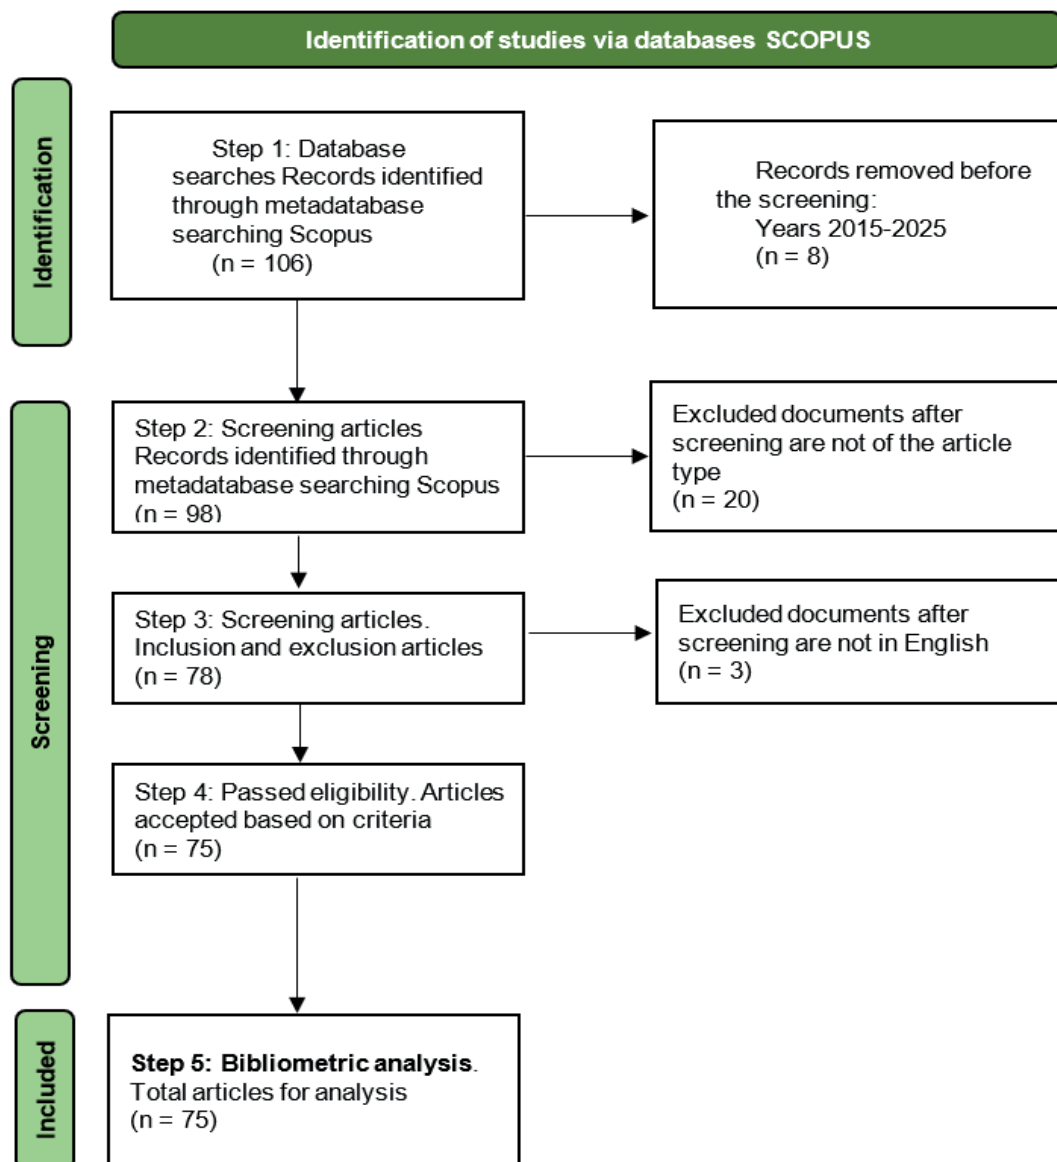 Identification of studies via databases SCOPUS
Identification
Step 1: Database
searches Records identified
through metadatabase
searching Scopus
(n = 106)
Records removed before
the screening:
Years 2015-2025
(n = 8)
Screening
Step 2: Screening articles
Records identified through
metadatabase searching Scopus
(n = 98)
Excluded documents after
screening are not of the article
type
(n = 20)
Step 3: Screening articles.
Inclusion and exclusion articles
(n = 78)
Excluded documents after
screening are not in English
(n = 3)
Step 4: Passed eligibility. Articles
accepted based on criteria
(n = 75)
Included
Step 5: Bibliometric analysis.
Total articles for analysis
(n = 75)